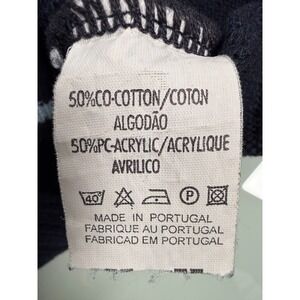 50%CO-COTTON/COTON
ALGODÃO
50%PC-ACRYLIC/ACRYLIQUE
AVRILICO
40°
P
MADE IN PORTUGAL
FABRIQUE AU PORTUGAL
FABRICAD EM PORTUGAL